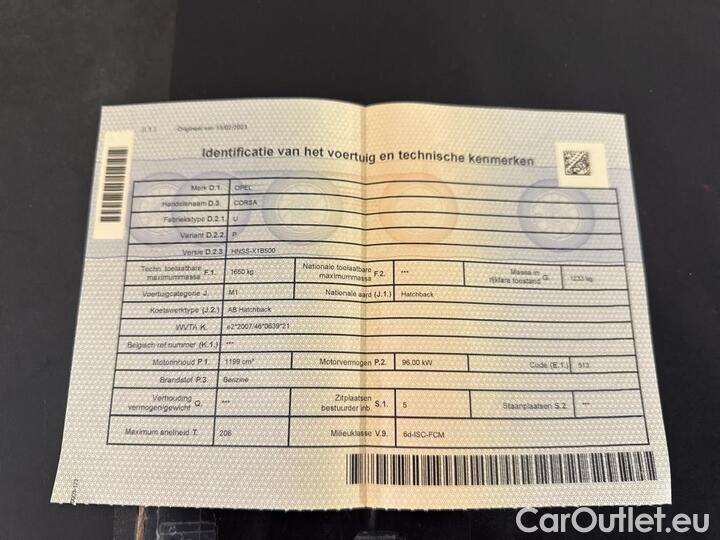 (I.1.) Origineel van 13/02/2023
Identificatie van het voertuig en technische kenmerken
Merk D.1. OPEL
Handelsnaam D.3. CORSA
Fabriekstype D.2.1. U
Variant D.2.2. P
Versie D.2.3. HNSS-X1B500
Techn. toelaatbare maximummassa F.1. 1650 kg Nationale toelaatbare maximummassa F.2. *** Massa in rijklare toestand G. 1233 kg
Voertuigcategorie J. M1 Nationale aard (J.1.) Hatchback
Koetswerktype (J.2.) AB Hatchback
WVTA K. e2*2007/46*0639*21
Belgisch ref.nummer (K.1.) ***
Motorinhoud P.1. 1199 cm³ Motorvermogen P.2. 96,00 kW Code (E.1.) 513
Brandstof P.3. Benzine
Verhouding vermogen/gewicht Q. *** Zitplaatsen bestuurder inb. S.1. 5 Staanplaatsen S.2. ***
Maximum snelheid T. 208 Milieuklasse V.9. 6d-ISC-FCM
CarOutlet.eu